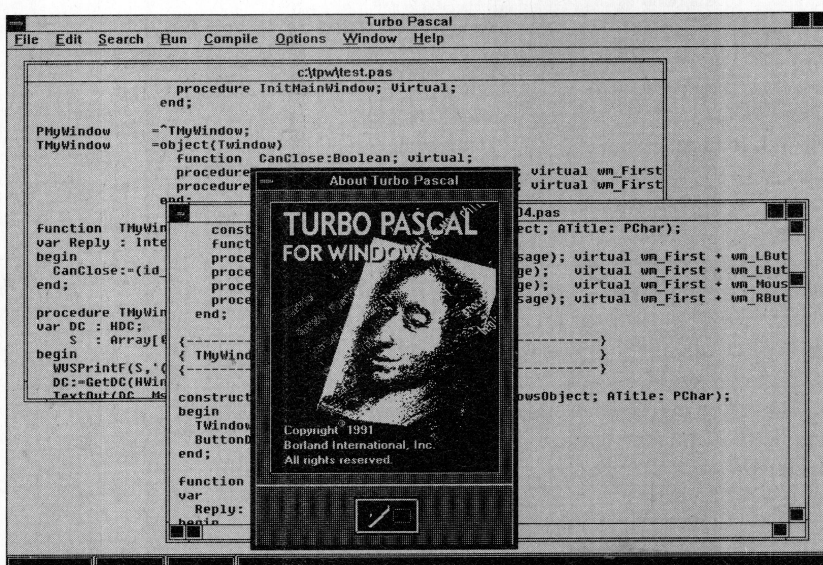 Turbo Pascal
File Edit Search Run Compile Options Window Help
c:\tpw\test.pas
procedure InitMainWindow; Virtual;
end;
PMyWindow =^TMyWindow;
TMyWindow =object(Twindow)
function CanClose:Boolean; virtual;
procedure ; virtual wm_First
procedure ; virtual wm_First
end;
function TMyWin
var Reply : Inte
begin
CanClose:=(id_
end;
procedure TMyWin
var DC : HDC;
S : Array[0
begin
WVSPrintF(S,'(
DC:=GetDC(HWin
TextOut(DC, Ms
04.pas
const ect; ATitle: PChar);
funct
proce sage); virtual wm_First + wm_LBut
proce sage); virtual wm_First + wm_LBut
proce sage); virtual wm_First + wm_Mous
proce sage); virtual wm_First + wm_RBut
end;
{---------------------------------}
{ TMyWind }
{---------------------------------}
construct owsObject; ATitle: PChar);
begin
TWindow
ButtonD
end;
function
var
Reply:
begin
About Turbo Pascal
TURBO PASCAL
FOR WINDOWS
Copyright 1991
Borland International, Inc.
All rights reserved.